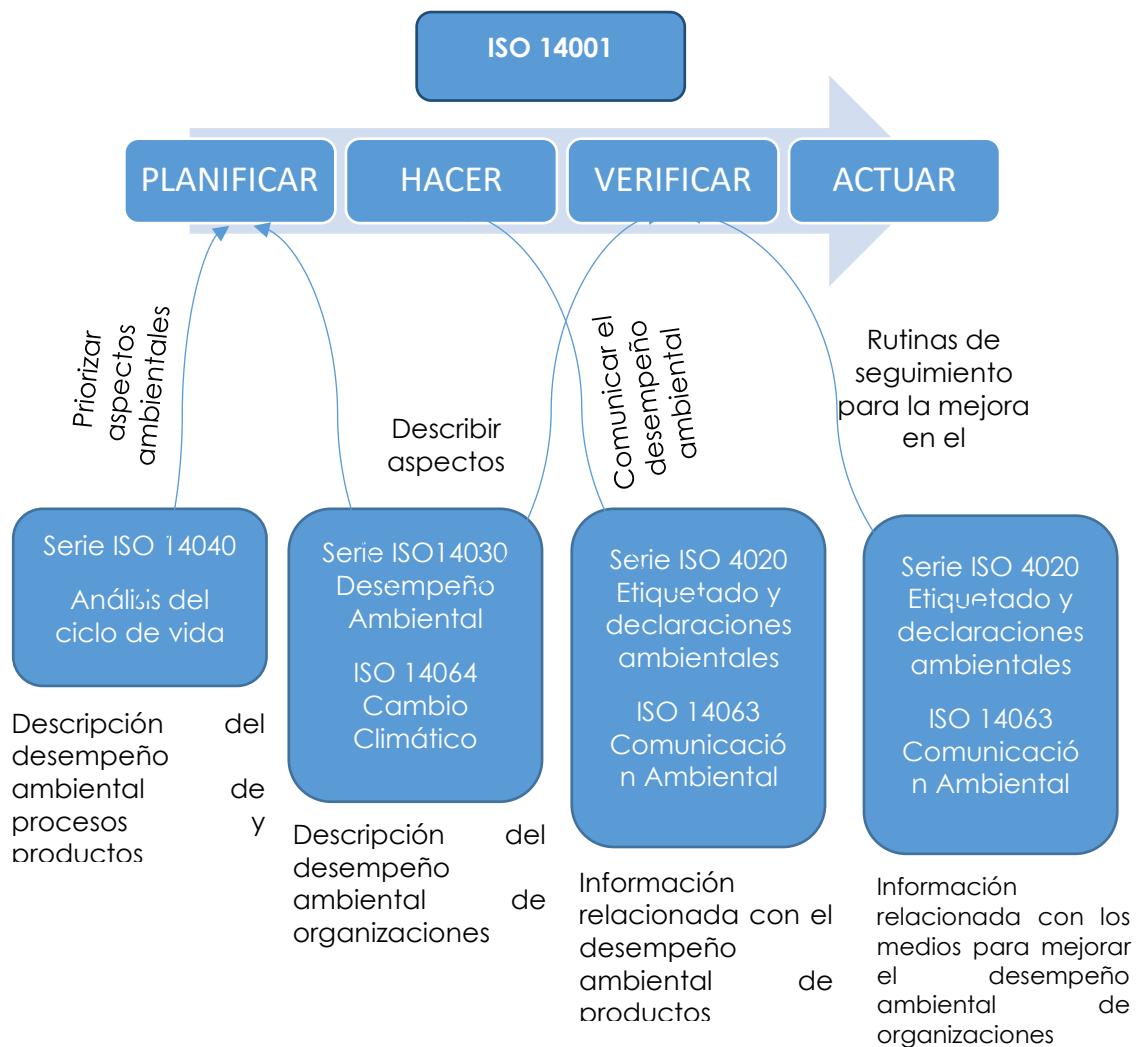 ISO 14001
PLANIFICAR
HACER
VERIFICAR
ACTUAR
Priorizar
aspectos
ambientales
Describir
aspectos
Comunicar el
desempeño
ambiental
Rutinas de
seguimiento
para la mejora
en el
Serie ISO 14040
Análisis del
ciclo de vida
Descripción del
desempeño
ambiental de
procesos y
productos
Serie ISO14030
Desempeño
Ambiental
ISO 14064
Cambio
Climático
Descripción del
desempeño
ambiental de
organizaciones
Serie ISO 4020
Etiquetado y
declaraciones
ambientales
ISO 14063
Comunicació
n Ambiental
Información
relacionada con el
desempeño
ambiental de
productos
Serie ISO 4020
Etiquetado y
declaraciones
ambientales
ISO 14063
Comunicació
n Ambiental
Información
relacionada con los
medios para mejorar
el desempeño
ambiental de
organizaciones